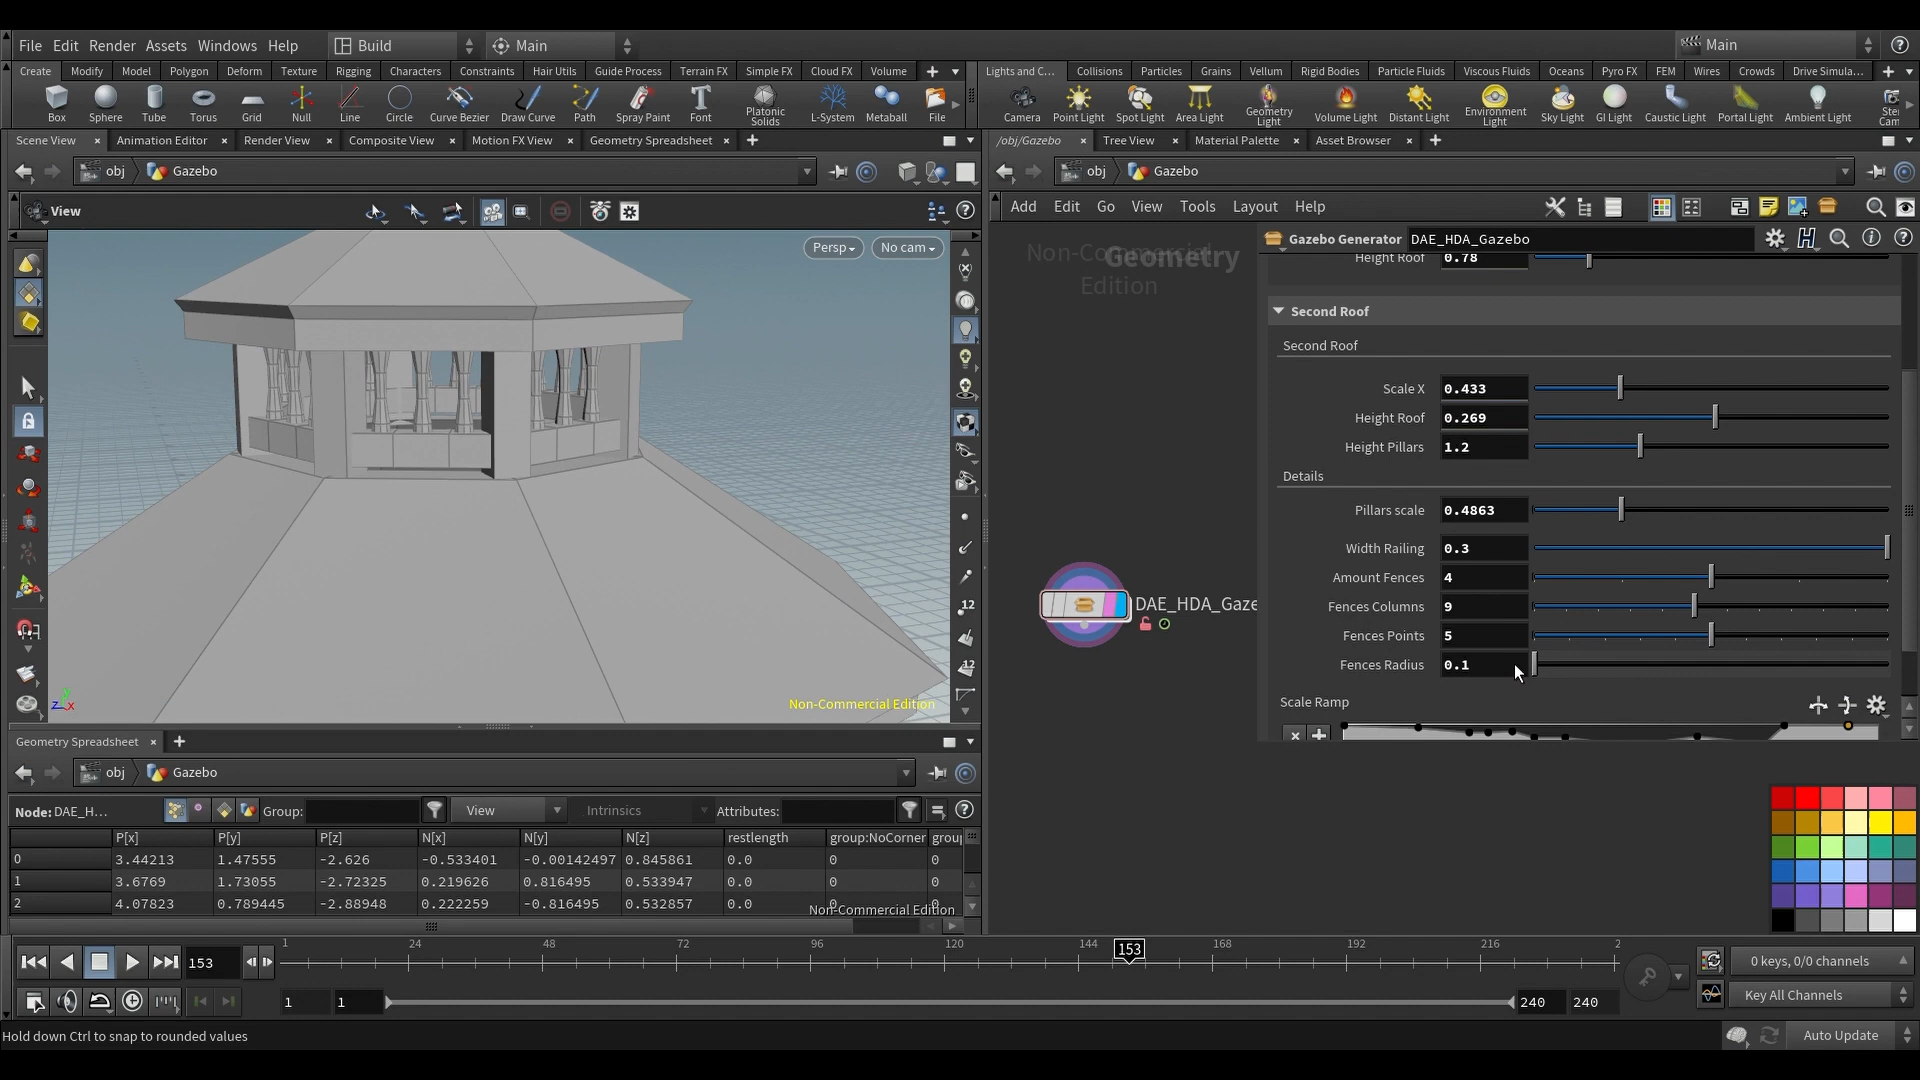 File Edit Render Assets Windows Help Build Main Main
Create Modify Model Polygon Deform Texture Rigging Characters Constraints Hair Utils Guide Process Terrain FX Simple FX Cloud FX Volume
Lights and C... Collisions Particles Grains Vellum Rigid Bodies Particle Fluids Viscous Fluids Oceans Pyro FX FEM Wires Crowds Drive Simula...
Box Sphere Tube Torus Grid Null Line Circle Curve Bezier Draw Curve Path Spray Paint Font Platonic Solids L-System Metaball File
Camera Point Light Spot Light Area Light Geometry Light Volume Light Distant Light Environment Light Sky Light GI Light Caustic Light Portal Light Ambient Light Ste Cam
Scene View Animation Editor Render View Composite View Motion FX View Geometry Spreadsheet
/obj/Gazebo Tree View Material Palette Asset Browser
obj Gazebo
obj Gazebo
View
Add Edit Go View Tools Layout Help
Persp No cam
Non-Commercial Edition
Geometry
Gazebo Generator DAE_HDA_Gazebo
Height Roof 0.78
Second Roof
Second Roof
Scale X 0.433
Height Roof 0.269
Height Pillars 1.2
Details
Pillars scale 0.4863
Width Railing 0.3
Amount Fences 4
Fences Columns 9
Fences Points 5
Fences Radius 0.1
Scale Ramp
DAE_HDA_Gaze
12
12
z y x
Non-Commercial Edition
Geometry Spreadsheet
obj Gazebo
Node: DAE_H... Group: View Intrinsics Attributes:
P[x] P[y] P[z] N[x] N[y] N[z] restlength group:NoCorner grou
0 3.44213 1.47555 -2.626 -0.533401 -0.00142497 0.845861 0.0 0 0
1 3.6769 1.73055 -2.72325 0.219626 0.816495 0.533947 0.0 0 0
2 4.07823 0.789445 -2.88948 0.222259 -0.816495 0.532857 0.0 0 0
Non-Commercial Edition
153 1 24 48 72 96 120 144 153 168 192 216 2
0 keys, 0/0 channels
1 1 240 240
Key All Channels
Hold down Ctrl to snap to rounded values
Auto Update